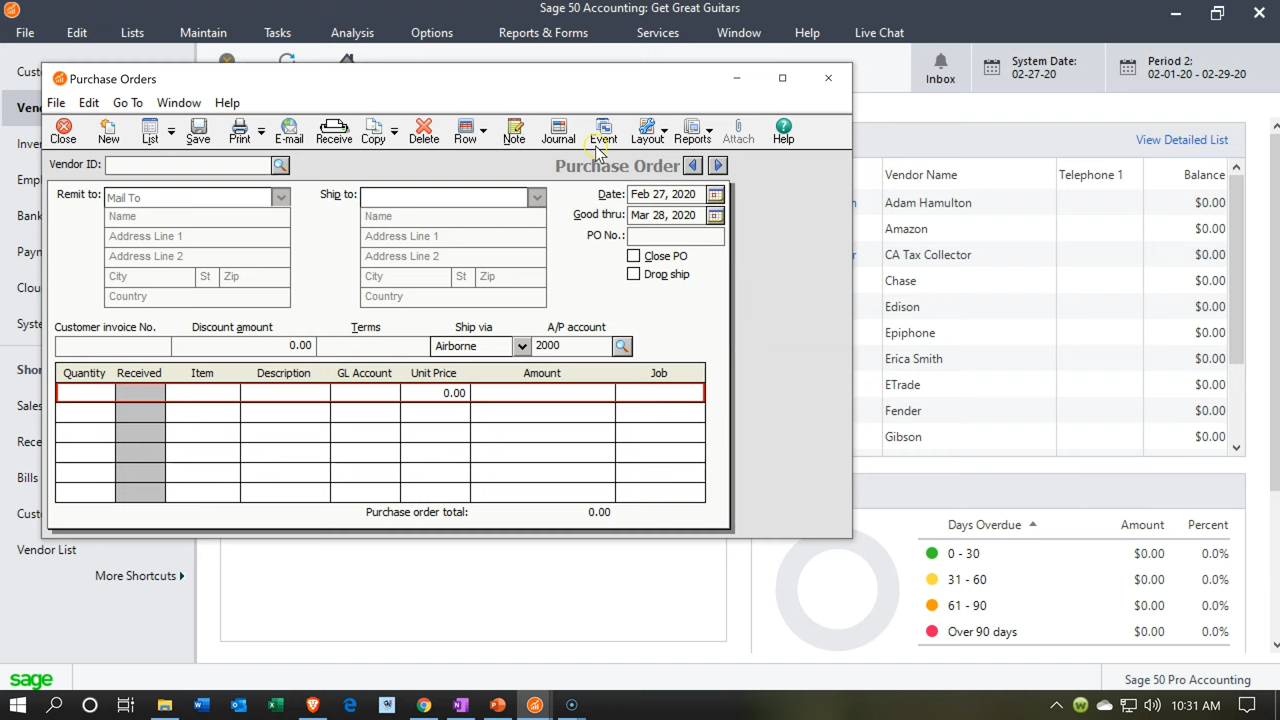 Sage 50 Accounting: Get Great Guitars
File Edit Lists Maintain Tasks Analysis Options Reports & Forms Services Window Help Live Chat
Inbox
System Date:
02-27-20
Period 2:
02-01-20 - 02-29-20
Purchase Orders
File Edit Go To Window Help
Close New List Save Print E-mail Receive Copy Delete Row Note Journal Event Layout Reports Attach Help
Vendor ID:
Purchase Order
Remit to: Mail To
Name
Address Line 1
Address Line 2
City St Zip
Country
Ship to:
Name
Address Line 1
Address Line 2
City St Zip
Country
Date: Feb 27, 2020
Good thru: Mar 28, 2020
PO No.:
Close PO
Drop ship
Customer invoice No. Discount amount Terms Ship via A/P account
0.00 Airborne 2000
Quantity Received Item Description GL Account Unit Price Amount Job
0.00
Purchase order total: 0.00
View Detailed List
Vendor Name Telephone 1 Balance
Adam Hamilton $0.00
Amazon $0.00
CA Tax Collector $0.00
Chase $0.00
Edison $0.00
Epiphone $0.00
Erica Smith $0.00
ETrade $0.00
Fender $0.00
Gibson $0.00
Days Overdue Amount Percent
0 - 30 $0.00 0.0%
31 - 60 $0.00 0.0%
61 - 90 $0.00 0.0%
Over 90 days $0.00 0.0%
Vendor List
More Shortcuts
sage
Sage 50 Pro Accounting
10:31 AM